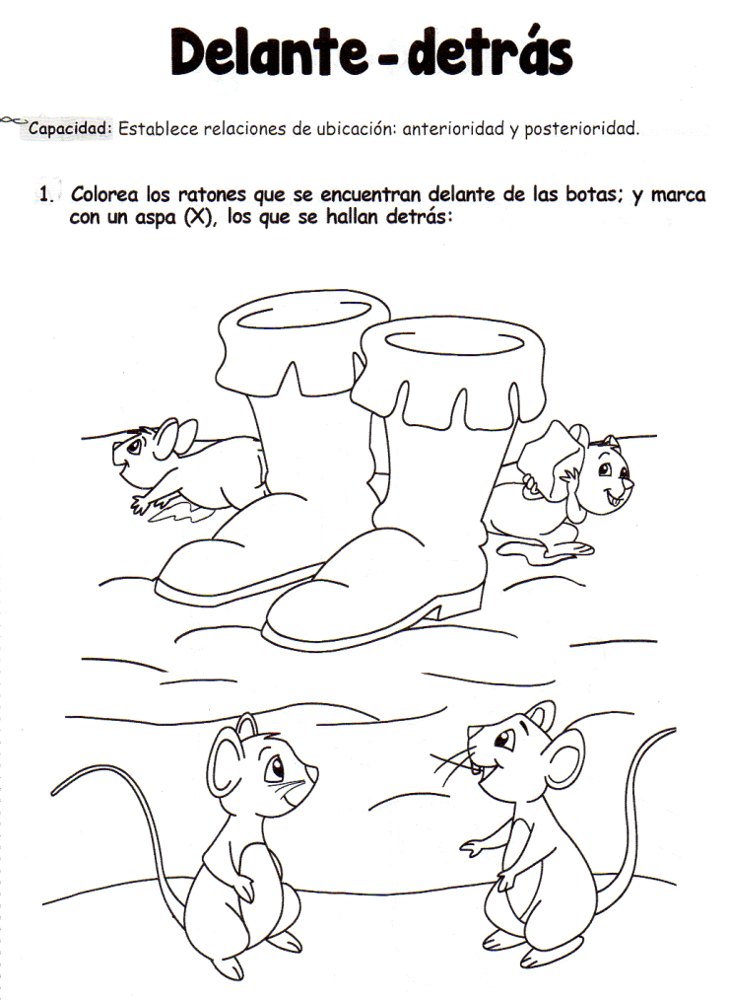 Delante - detrás
Capacidad: Establece relaciones de ubicación: anterioridad y posterioridad.
1. Colorea los ratones que se encuentran delante de las botas; y marca
con un aspa (X), los que se hallan detrás: